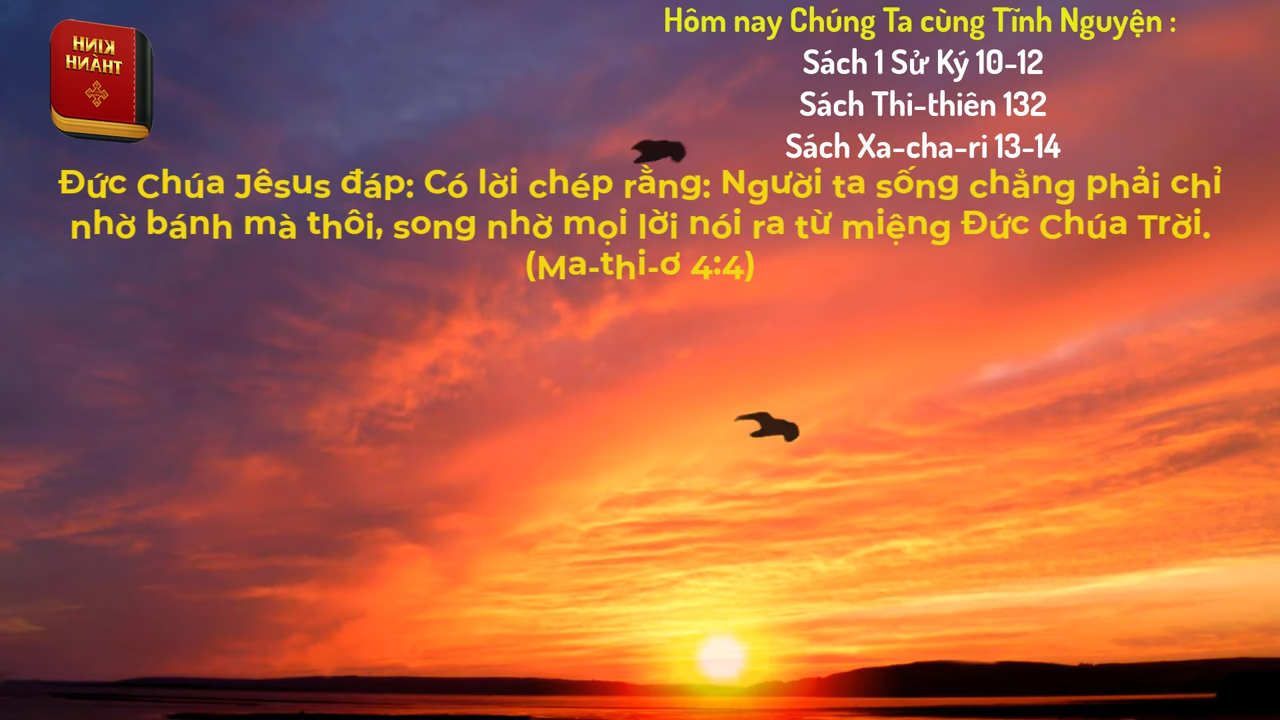 KINH
THÁNH
Hôm nay Chúng Ta cùng Tĩnh Nguyện :
Sách 1 Sử Ký 10-12
Sách Thi-thiên 132
Sách Xa-cha-ri 13-14
Đức Chúa Jêsus đáp: Có lời chép rằng: Người ta sống chẳng phải chỉ
nhờ bánh mà thôi, song nhờ mọi lời nói ra từ miệng Đức Chúa Trời.
(Ma-thi-ơ 4:4)